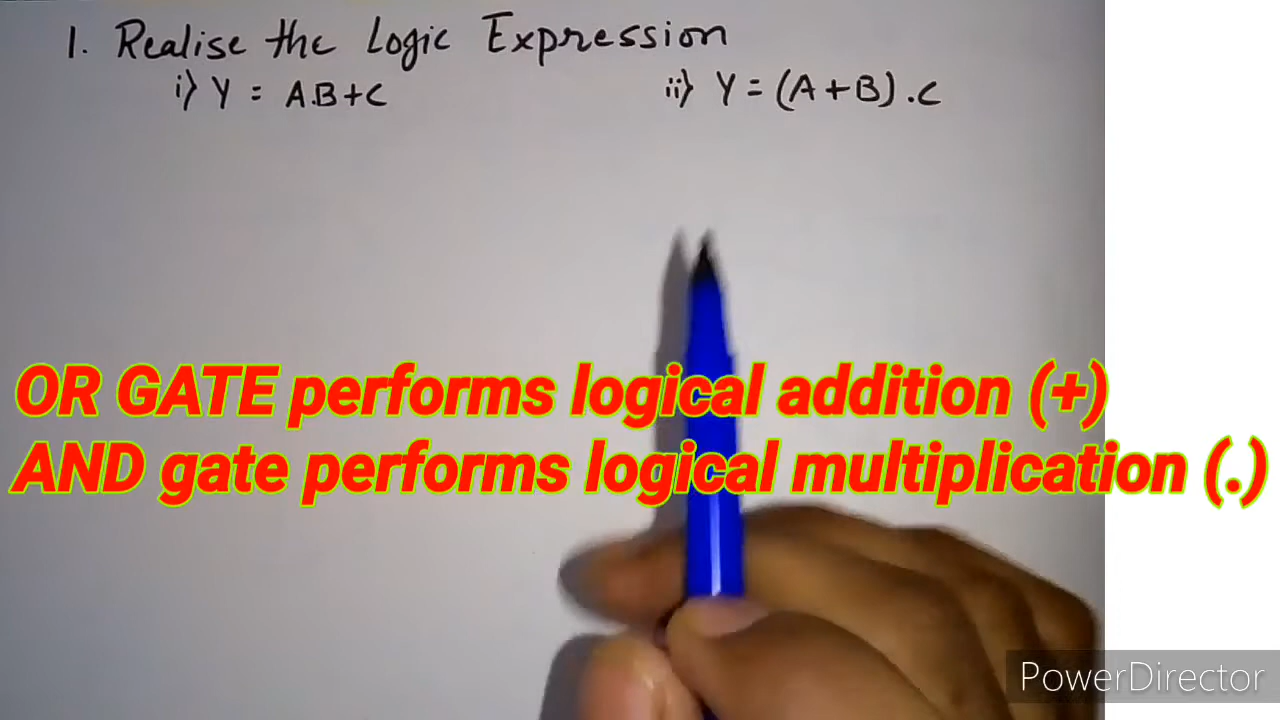 1. Realise the Logic Expression
i) Y = A.B+C ii) Y = (A+B).C
OR GATE performs logical addition (+)
AND gate performs logical multiplication (.)
PowerDirector